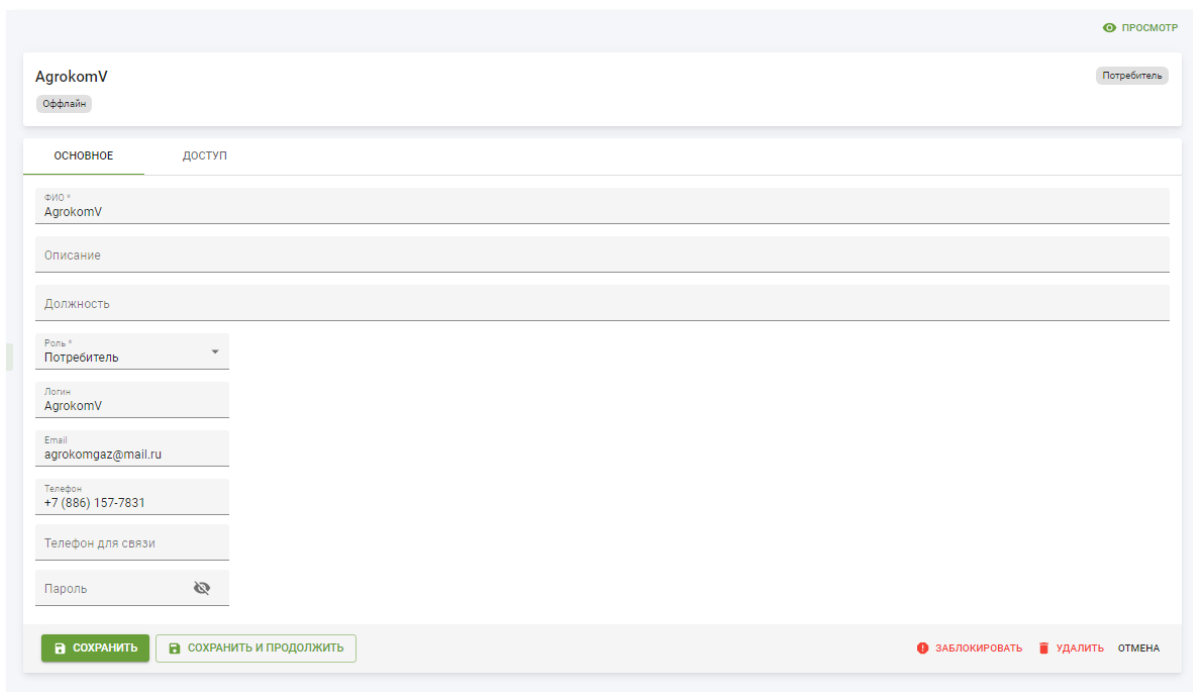 ПРОСМОТР
AgrokomV
Потребитель
Оффлайн
ОСНОВНОЕ ДОСТУП
ФИО *
AgrokomV
Описание
Должность
Роль *
Потребитель
Логин
AgrokomV
Email
agrokomgaz@mail.ru
Телефон
+7 (886) 157-7831
Телефон для связи
Пароль
СОХРАНИТЬ СОХРАНИТЬ И ПРОДОЛЖИТЬ ЗАБЛОКИРОВАТЬ УДАЛИТЬ ОТМЕНА